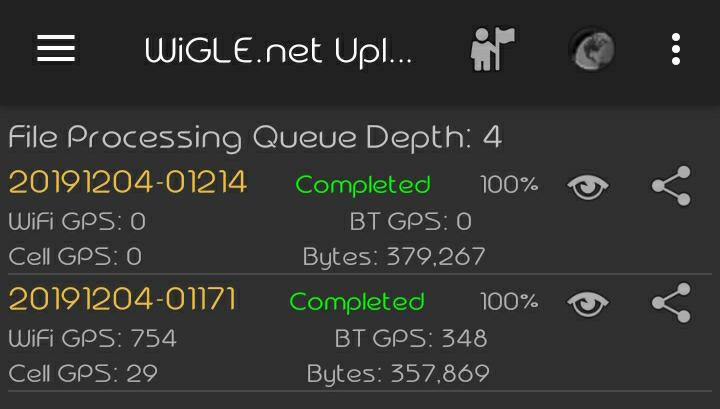 WiGLE.net Upl...
File Processing Queue Depth: 4
20191204-01214 Completed 100%
WiFi GPS: 0 BT GPS: 0
Cell GPS: 0 Bytes: 379,267
20191204-01171 Completed 100%
WiFi GPS: 754 BT GPS: 348
Cell GPS: 29 Bytes: 357,869